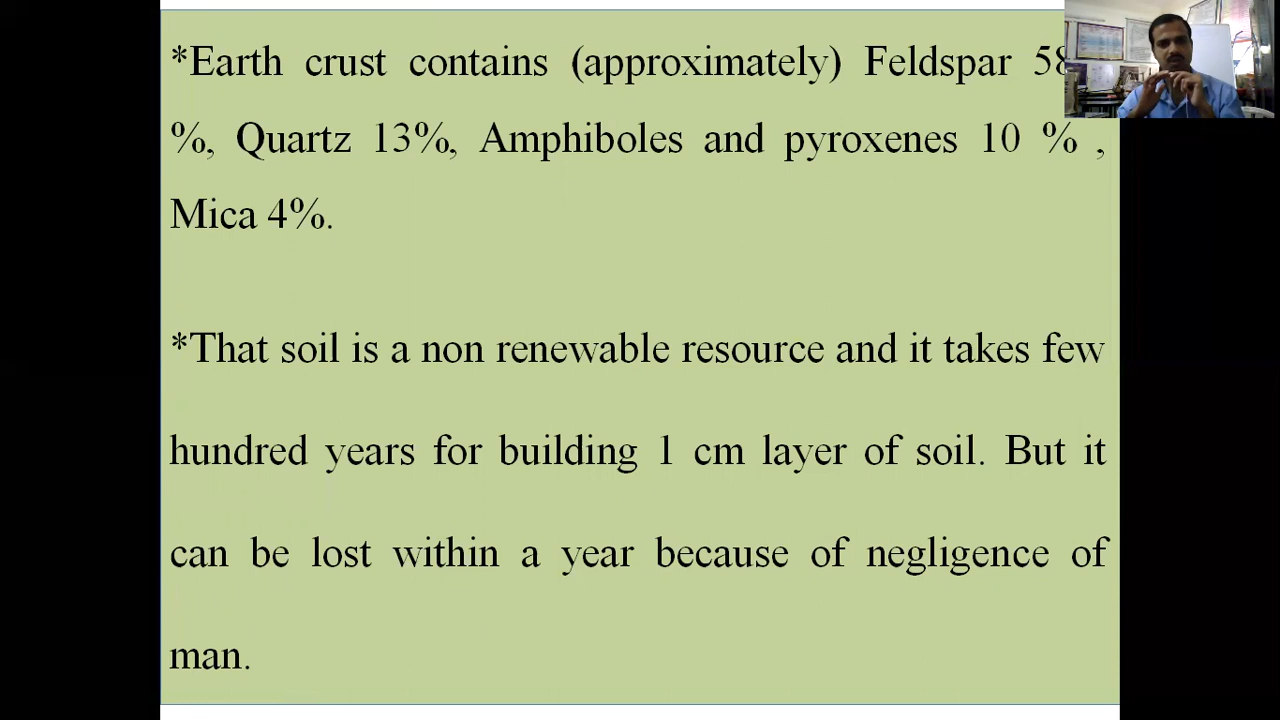 *Earth crust contains (approximately) Feldspar 58
%, Quartz 13%, Amphiboles and pyroxenes 10 % ,
Mica 4%.
*That soil is a non renewable resource and it takes few
hundred years for building 1 cm layer of soil. But it
can be lost within a year because of negligence of
man.